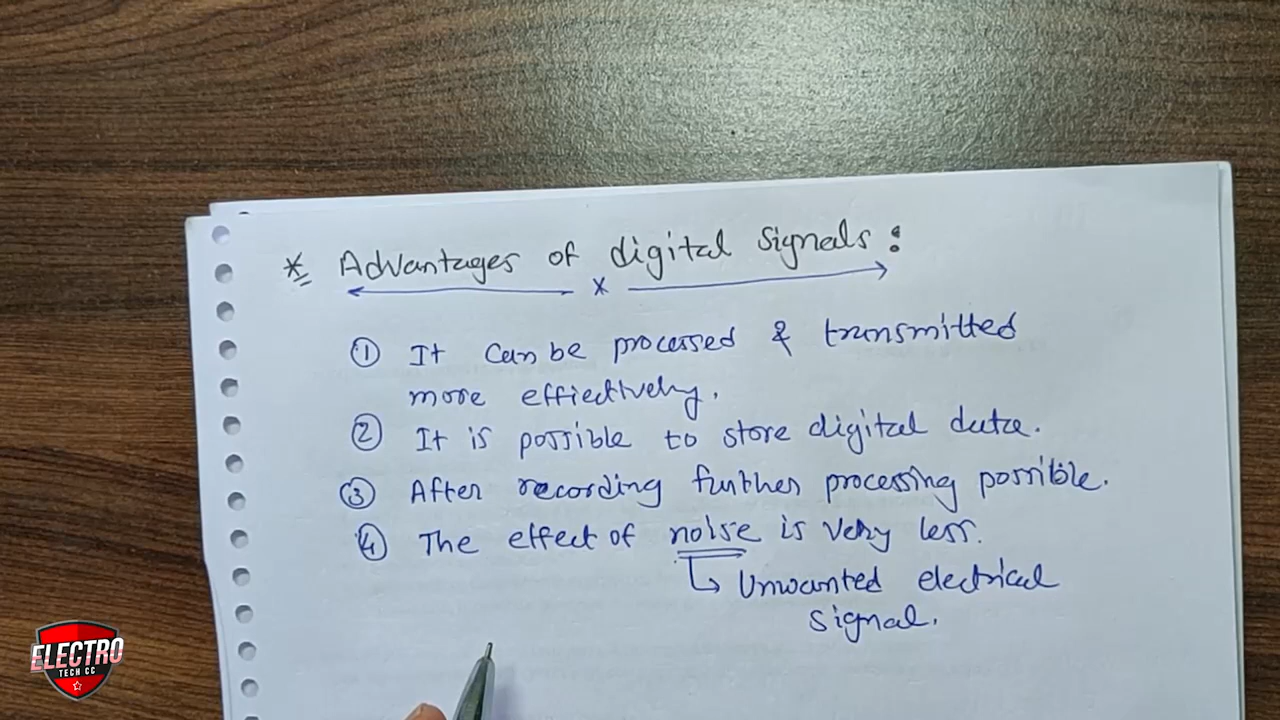 * Advantages of digital signals :
① It can be processed & transmitted
more effiectively.
② It is possible to store digital data.
③ After recording further processing possible.
④ The effect of noise is very less.
↳ Unwanted electrical
signal.
ELECTRO
TECH CC